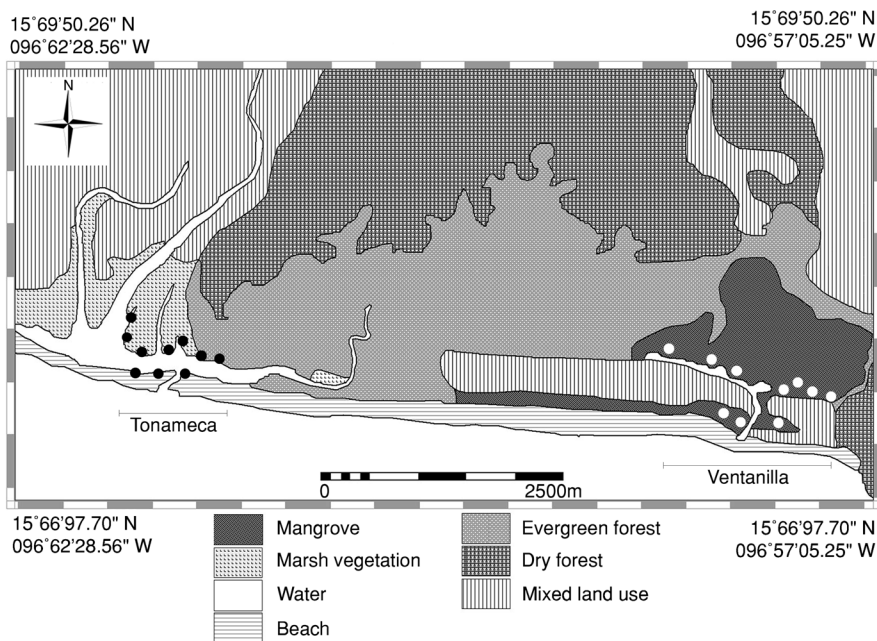 15˚69'50.26" N
096˚62'28.56" W
15˚69'50.26" N
096˚57'05.25" W
N
Tonameca
Ventanilla
0 2500m
15˚66'97.70" N
096˚62'28.56" W
15˚66'97.70" N
096˚57'05.25" W
Mangrove
Marsh vegetation
Water
Beach
Evergreen forest
Dry forest
Mixed land use